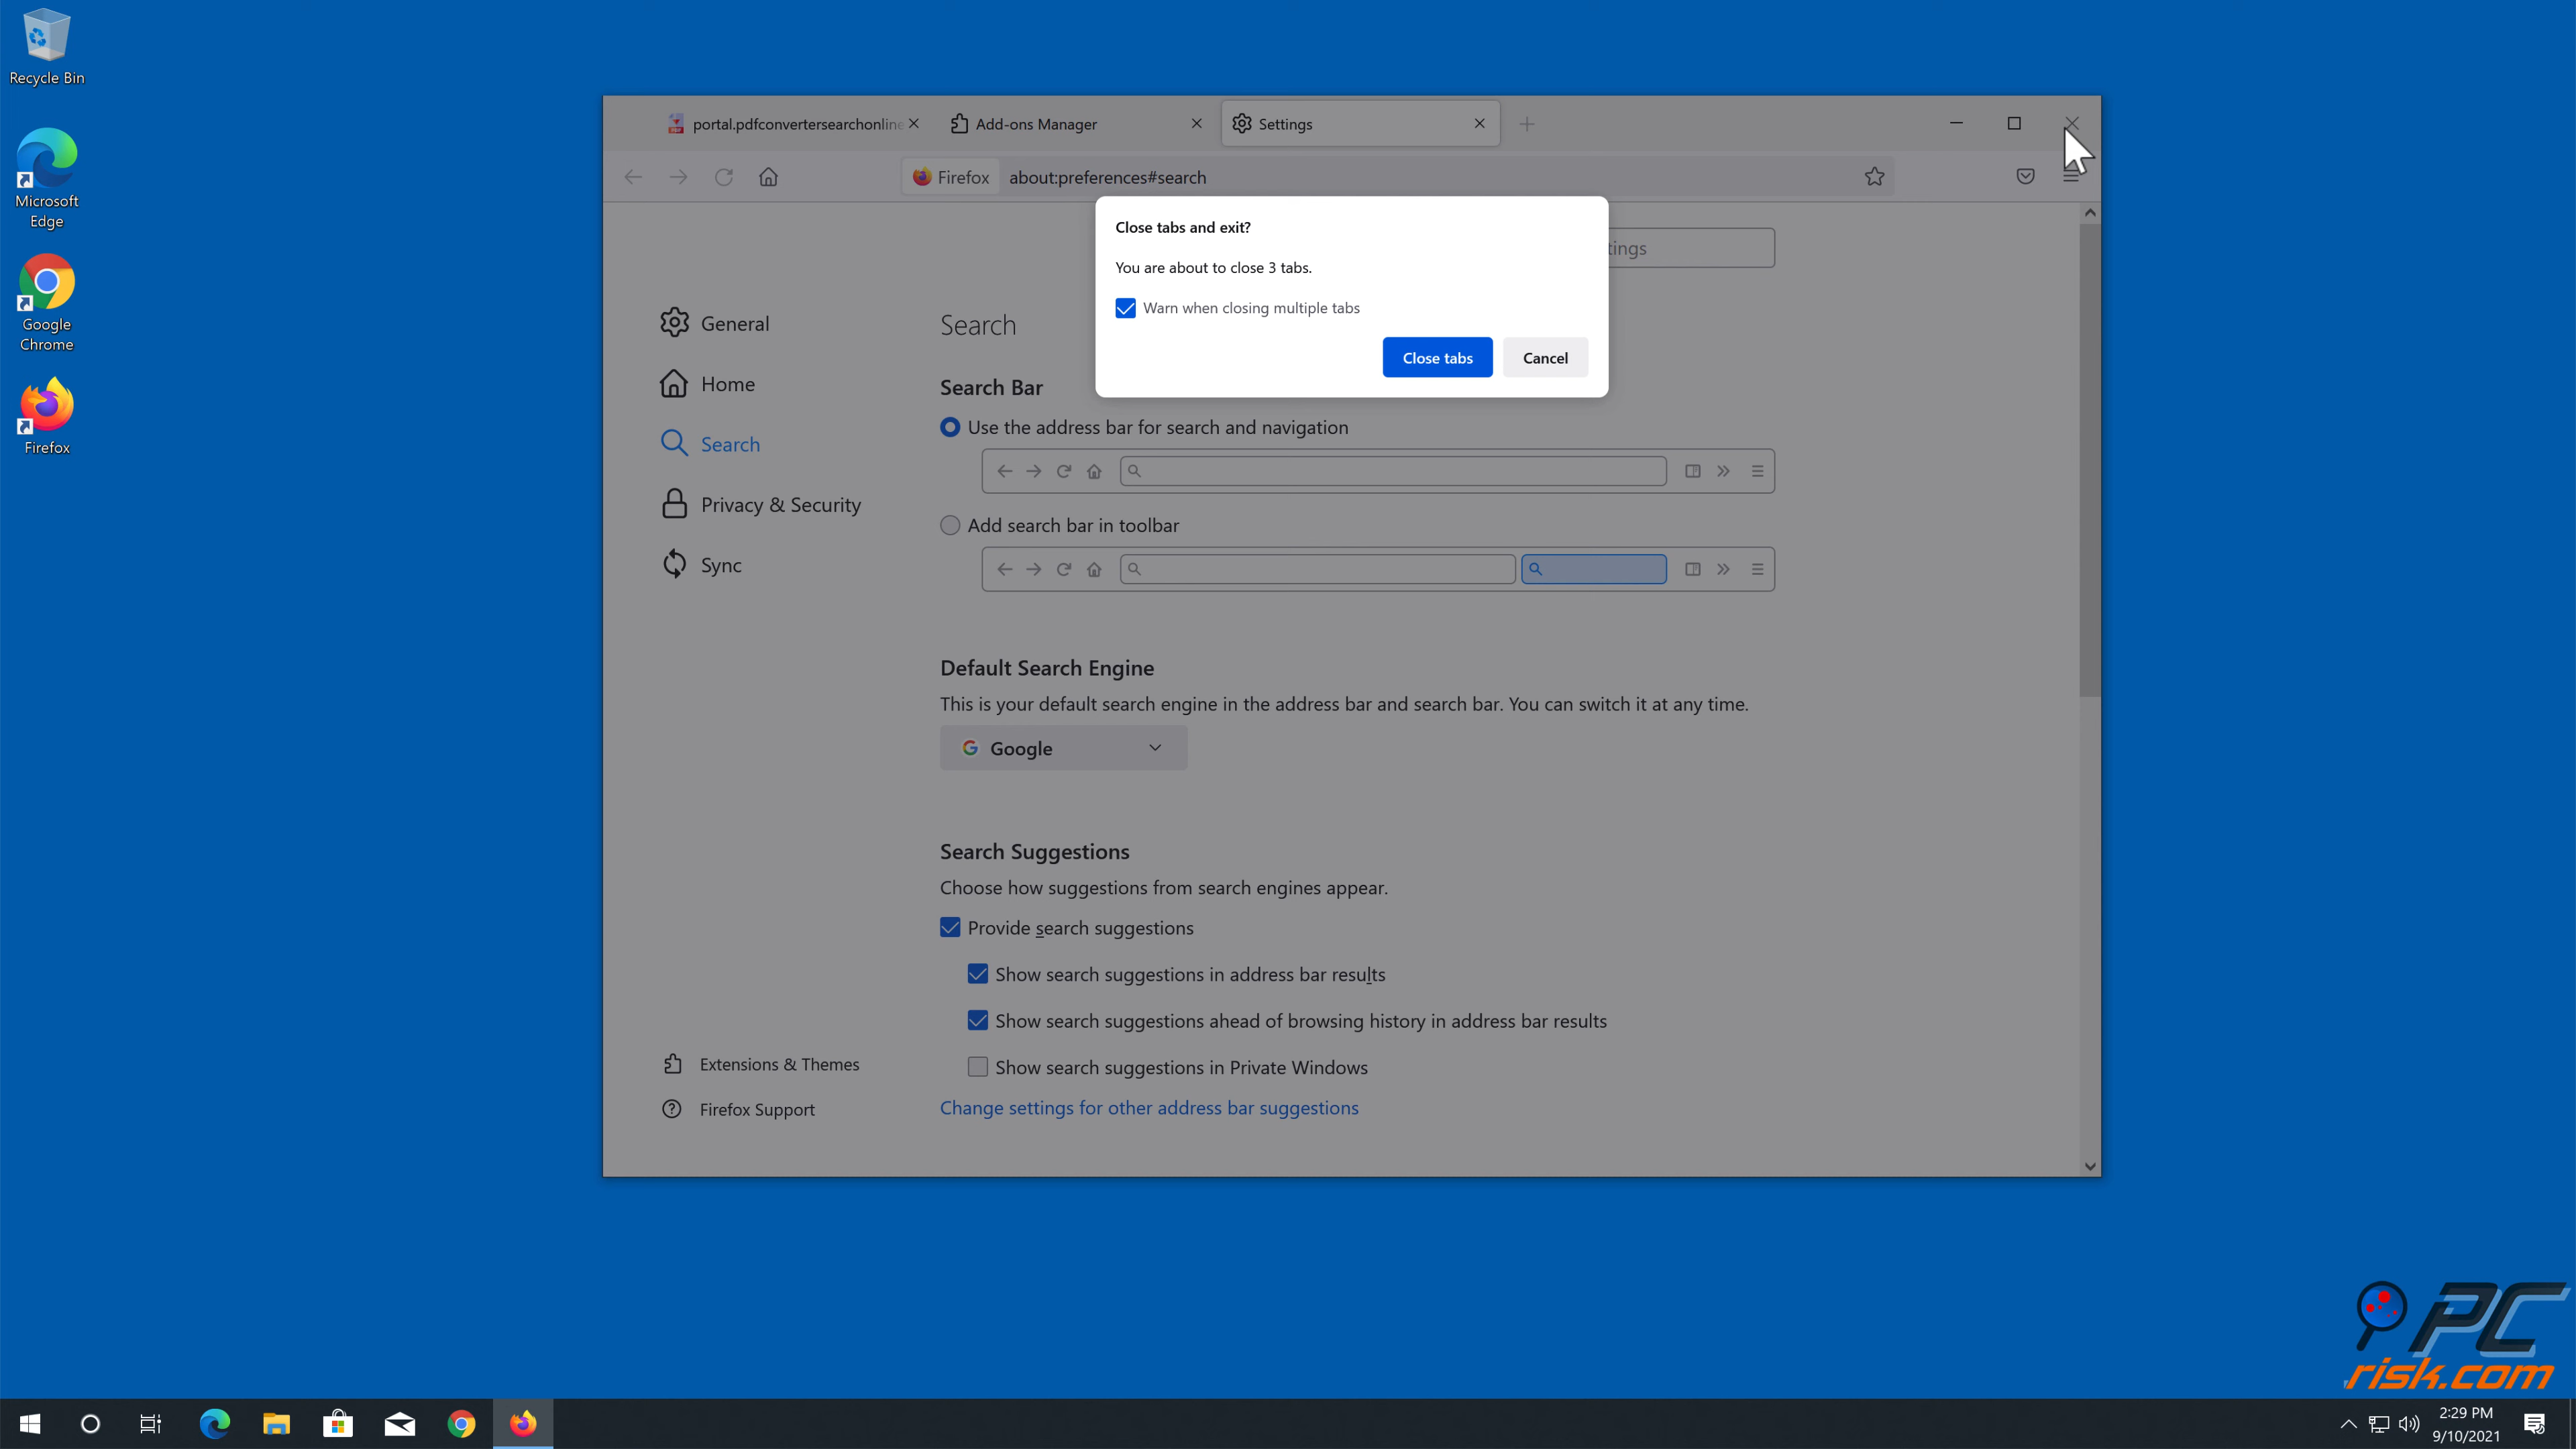 Recycle Bin
Microsoft
Edge
Google
Chrome
Firefox
portal.pdfconvertersearchonline
Add-ons Manager
Settings
Firefox
about:preferences#search
Close tabs and exit?
You are about to close 3 tabs.
Warn when closing multiple tabs
Close tabs
Cancel
tings
General
Home
Search
Privacy & Security
Sync
Extensions & Themes
Firefox Support
Search
Search Bar
Use the address bar for search and navigation
Add search bar in toolbar
Default Search Engine
This is your default search engine in the address bar and search bar. You can switch it at any time.
Google
Search Suggestions
Choose how suggestions from search engines appear.
Provide search suggestions
Show search suggestions in address bar results
Show search suggestions ahead of browsing history in address bar results
Show search suggestions in Private Windows
Change settings for other address bar suggestions
PC
risk.com
2:29 PM
9/10/2021